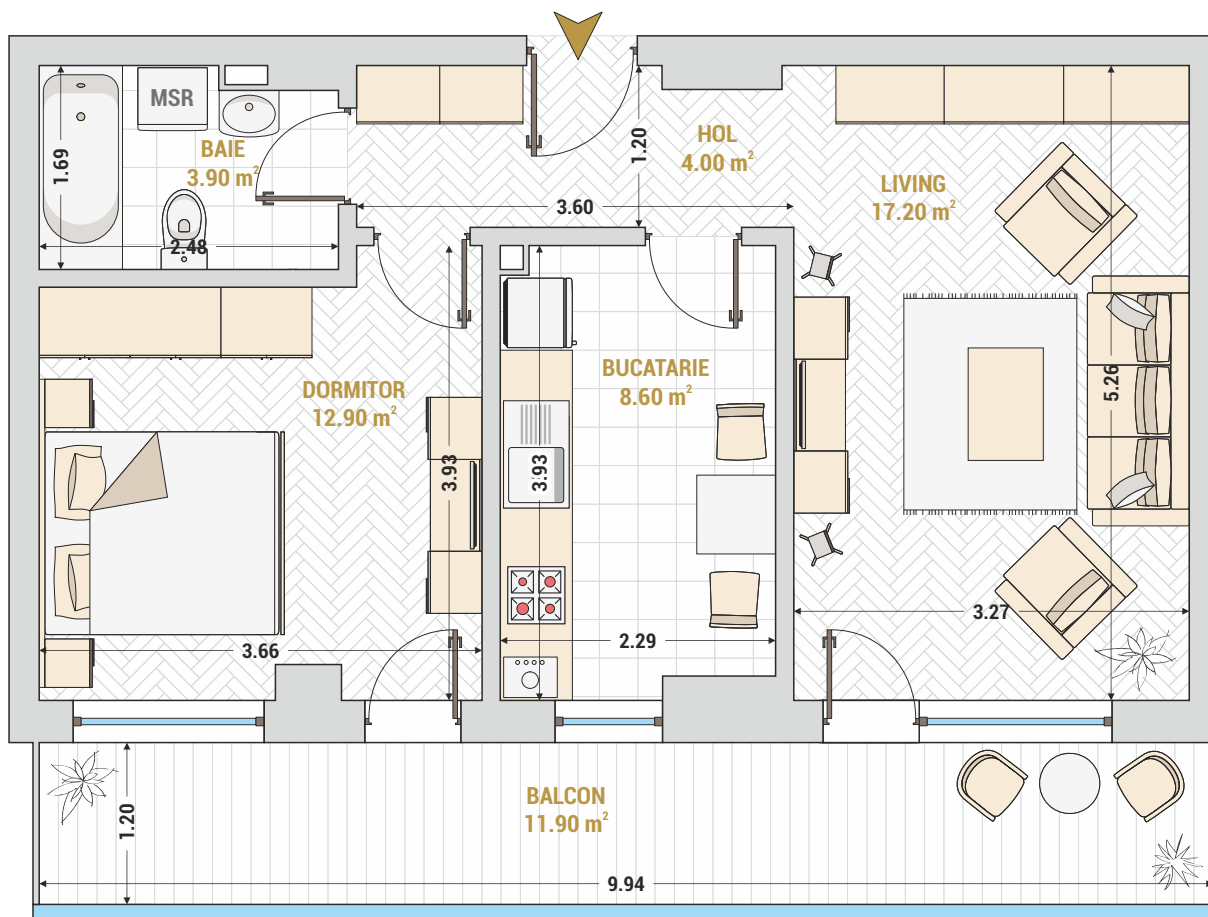 MSR
BAIE
3.90 m²
1.69
2.48
1.20
HOL
4.00 m²
3.60
LIVING
17.20 m²
DORMITOR
12.90 m²
3.93
3.66
BUCATARIE
8.60 m²
3.93
2.29
5.26
3.27
BALCON
11.90 m²
1.20
9.94